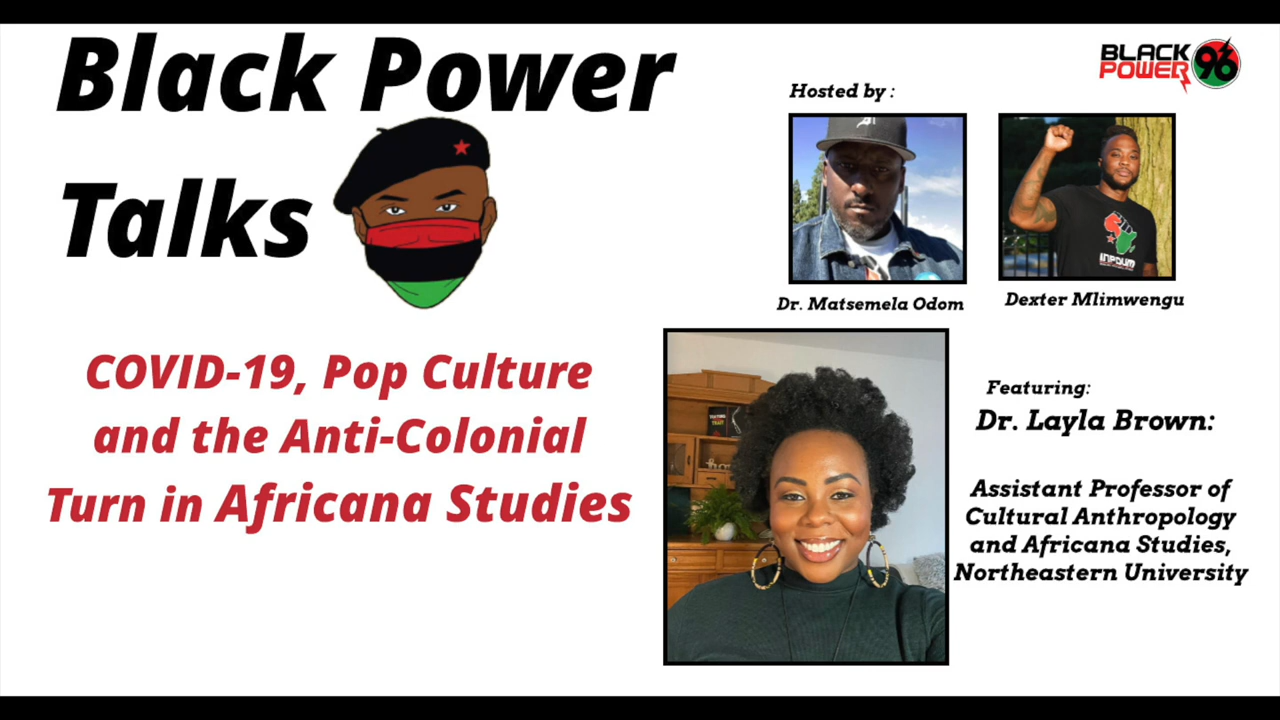 Black Power
Talks
COVID-19, Pop Culture
and the Anti-Colonial
Turn in Africana Studies
BLACK
POWER 96
Hosted by :
Dr. Matsemela Odom
INPDUM
Dexter Mlimwengu
Featuring:
Dr. Layla Brown:
Assistant Professor of
Cultural Anthropology
and Africana Studies,
Northeastern University